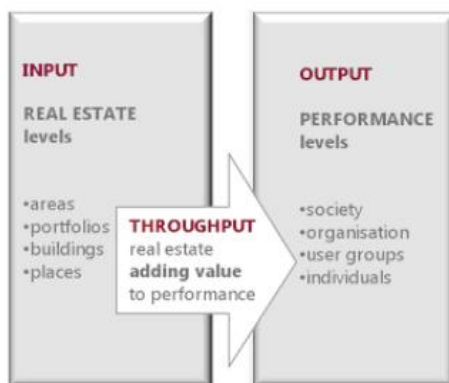 INPUT
REAL ESTATE
levels
•areas
•portfolios
•buildings
•places
THROUGHPUT
real estate
adding value
to performance
OUTPUT
PERFORMANCE
levels
•society
•organisation
•user groups
•individuals